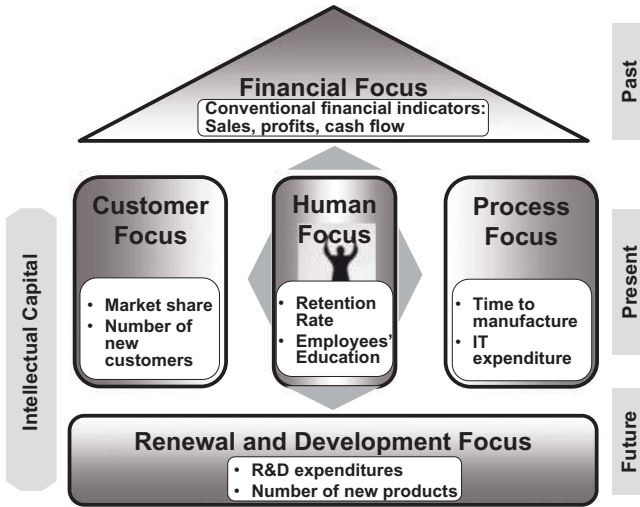 Financial Focus
Conventional financial indicators:
Sales, profits, cash flow
Past
Intellectual Capital
Customer
Focus
• Market share
• Number of
new
customers
Human
Focus
• Retention
Rate
• Employees'
Education
Process
Focus
• Time to
manufacture
• IT
expenditure
Present
Renewal and Development Focus
• R&D expenditures
• Number of new products
Future